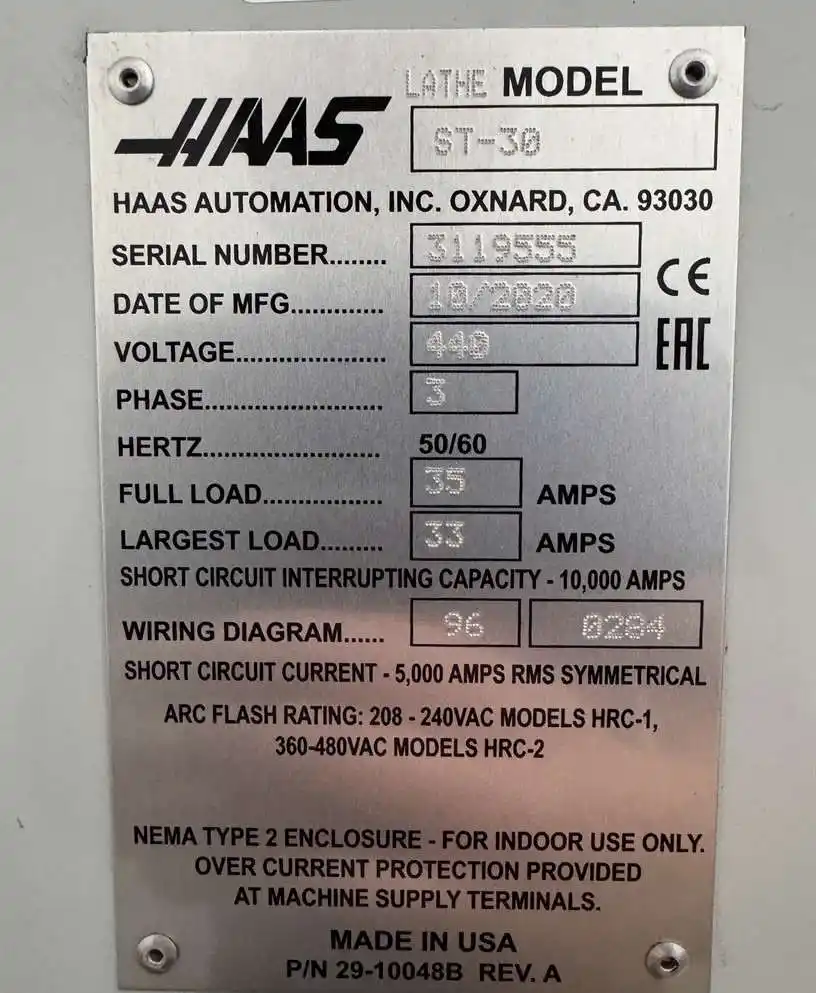 LATHE MODEL
HAAS
ST-30
HAAS AUTOMATION, INC. OXNARD, CA. 93030
SERIAL NUMBER........ 3119555
DATE OF MFG............. 10/2020
CE
VOLTAGE..................... 440
EAC
PHASE......................... 3
HERTZ......................... 50/60
FULL LOAD................. 35 AMPS
LARGEST LOAD......... 33 AMPS
SHORT CIRCUIT INTERRUPTING CAPACITY - 10,000 AMPS
WIRING DIAGRAM...... 96 0284
SHORT CIRCUIT CURRENT - 5,000 AMPS RMS SYMMETRICAL
ARC FLASH RATING: 208 - 240VAC MODELS HRC-1,
360-480VAC MODELS HRC-2
NEMA TYPE 2 ENCLOSURE - FOR INDOOR USE ONLY.
OVER CURRENT PROTECTION PROVIDED
AT MACHINE SUPPLY TERMINALS.
MADE IN USA
P/N 29-10048B REV. A